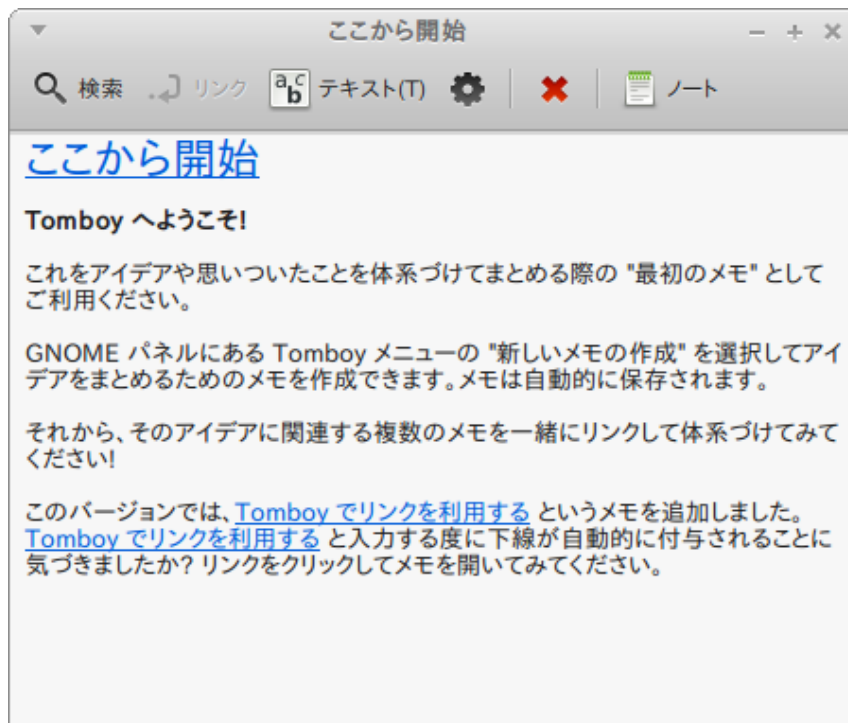 ここから開始
検索 リンク abc テキスト(T) ノート
ここから開始
Tomboy へようこそ!
これをアイデアや思いついたことを体系づけてまとめる際の "最初のメモ" として
ご利用ください。
GNOME パネルにある Tomboy メニューの "新しいメモの作成" を選択してアイ
デアをまとめるためのメモを作成できます。メモは自動的に保存されます。
それから、そのアイデアに関連する複数のメモを一緒にリンクして体系づけてみて
ください!
このバージョンでは、Tomboy でリンクを利用する というメモを追加しました。
Tomboy でリンクを利用する と入力する度に下線が自動的に付与されることに
気づきましたか? リンクをクリックしてメモを開いてみてください。